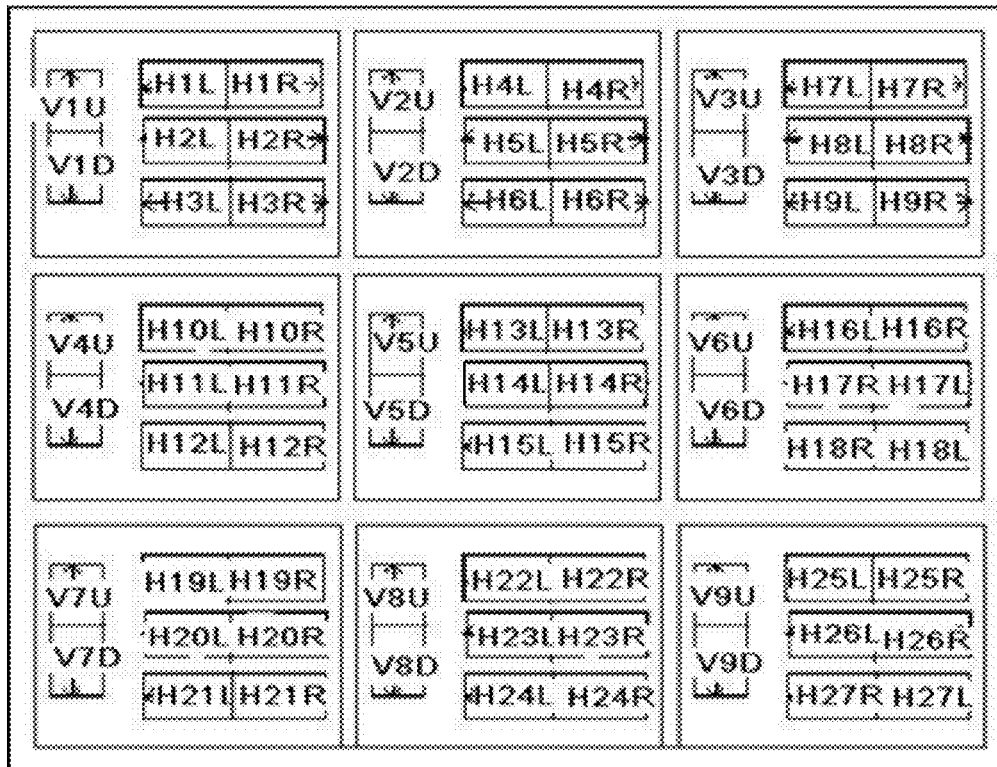 V1U H1L H1R V2U H4L H4R V3U H7L H7R
H2L H2R H5L H5R H8L H8R
V1D V2D V3D
H3L H3R H6L H6R H9L H9R
V4U H10L H10R V5U H13L H13R V6U H16L H16R
H11L H11R H14L H14R H17R H17L
V4D V5D V6D
H12L H12R H15L H15R H18R H18L
V7U H19L H19R V8U H22L H22R V9U H25L H25R
H20L H20R H23L H23R H26L H26R
V7D V8D V9D
H21L H21R H24L H24R H27R H27L